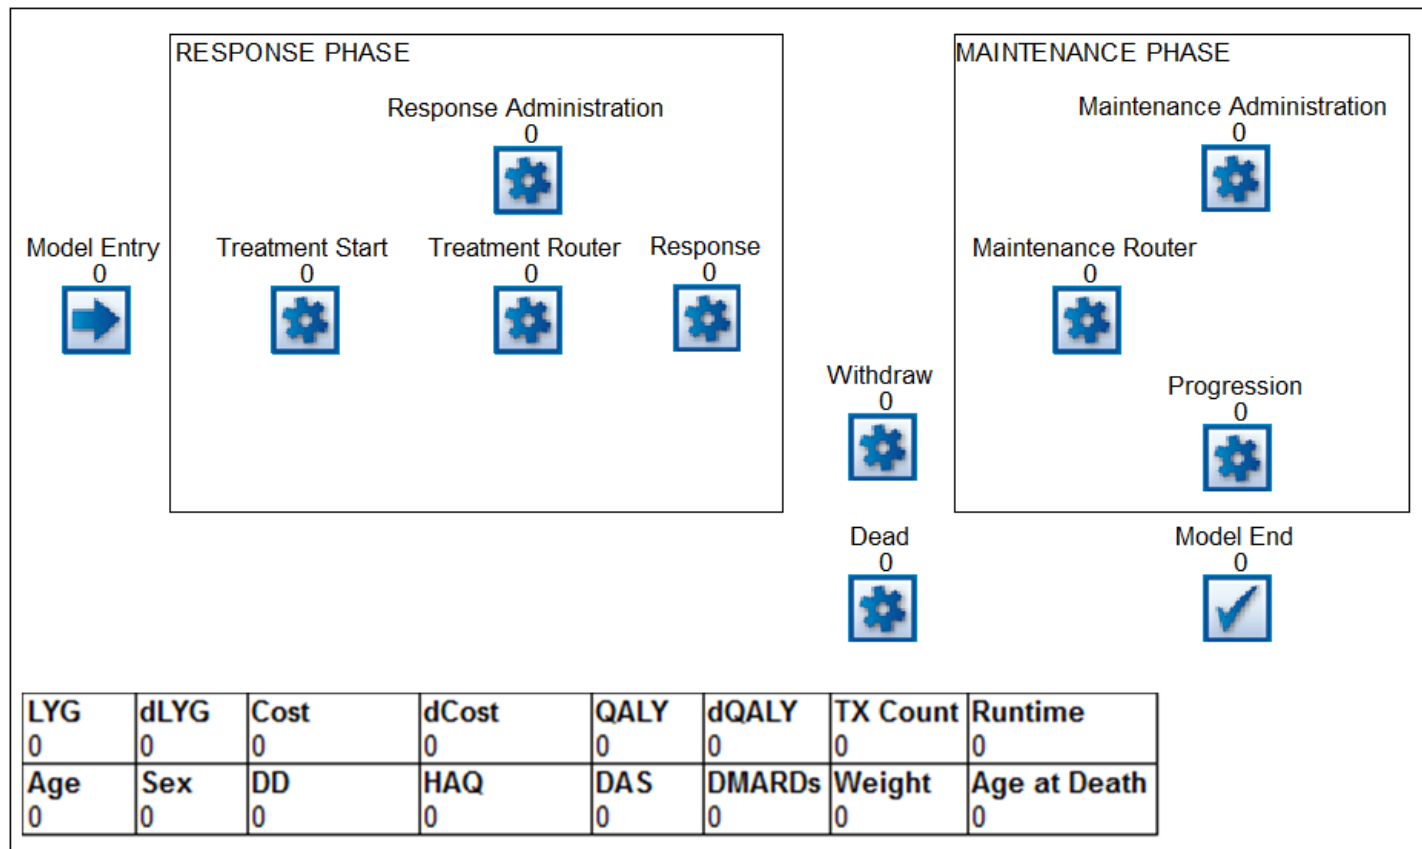 RESPONSE PHASE
MAINTENANCE PHASE
Response Administration
0
Maintenance Administration
0
Model Entry
0
Treatment Start
0
Treatment Router
0
Response
0
Maintenance Router
0
Withdraw
0
Progression
0
Dead
0
Model End
0
LYG dLYG Cost dCost QALY dQALY TX Count Runtime
0 0 0 0 0 0 0 0
Age Sex DD HAQ DAS DMARDs Weight Age at Death
0 0 0 0 0 0 0 0